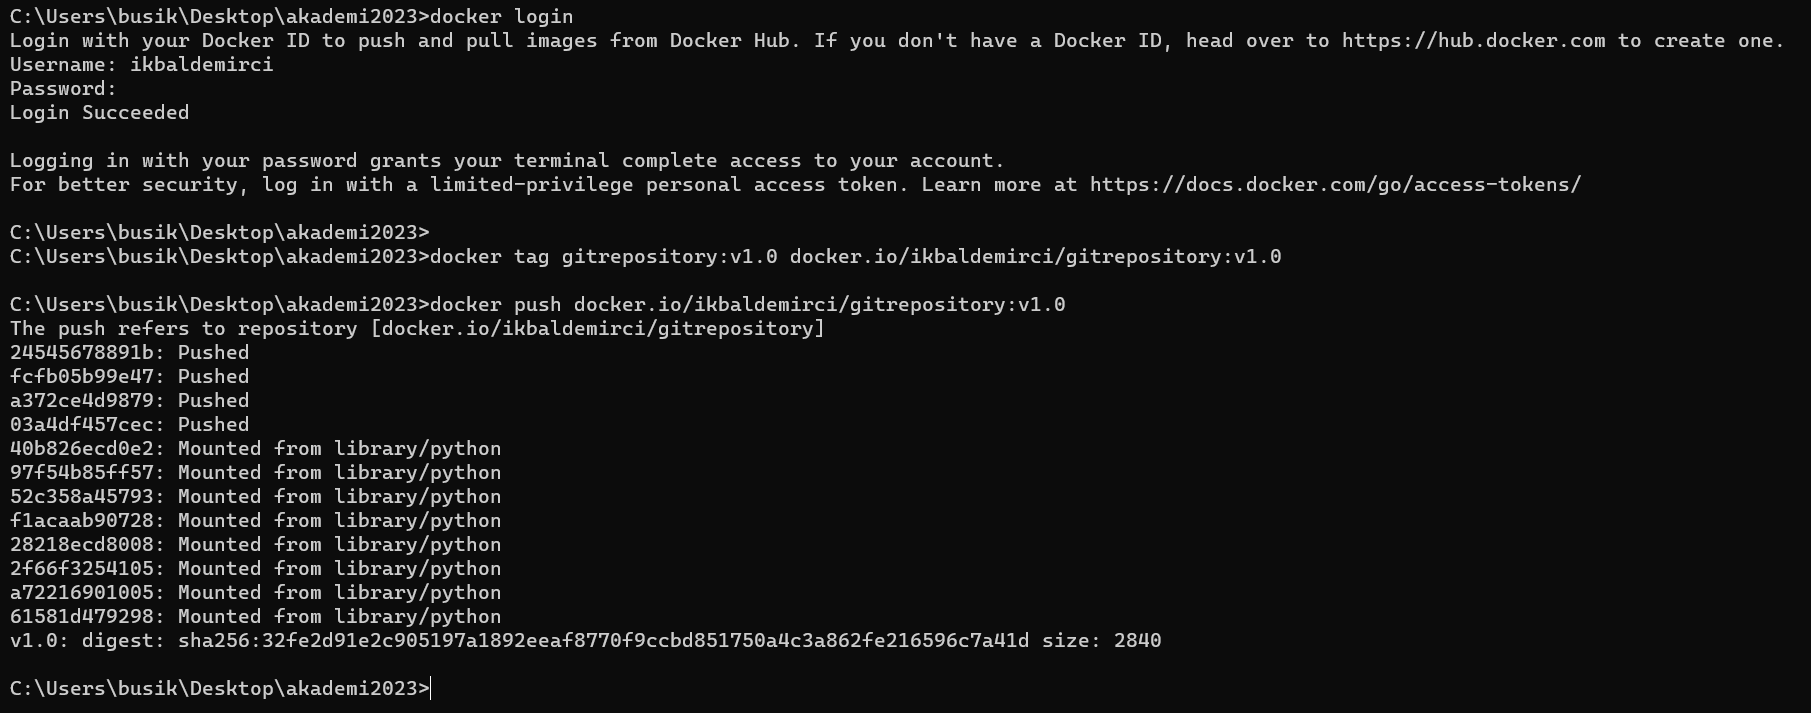 C:\Users\busik\Desktop\akademi2023>docker login
Login with your Docker ID to push and pull images from Docker Hub. If you don't have a Docker ID, head over to https://hub.docker.com to create one.
Username: ikbaldemirci
Password:
Login Succeeded
Logging in with your password grants your terminal complete access to your account.
For better security, log in with a limited-privilege personal access token. Learn more at https://docs.docker.com/go/access-tokens/
C:\Users\busik\Desktop\akademi2023>
C:\Users\busik\Desktop\akademi2023>docker tag gitrepository:v1.0 docker.io/ikbaldemirci/gitrepository:v1.0
C:\Users\busik\Desktop\akademi2023>docker push docker.io/ikbaldemirci/gitrepository:v1.0
The push refers to repository [docker.io/ikbaldemirci/gitrepository]
24545678891b: Pushed
fcfb05b99e47: Pushed
a372ce4d9879: Pushed
03a4df457cec: Pushed
40b826ecd0e2: Mounted from library/python
97f54b85ff57: Mounted from library/python
52c358a45793: Mounted from library/python
f1acaab90728: Mounted from library/python
28218ecd8008: Mounted from library/python
2f66f3254105: Mounted from library/python
a72216901005: Mounted from library/python
61581d479298: Mounted from library/python
v1.0: digest: sha256:32fe2d91e2c905197a1892eeaf8770f9ccbd851750a4c3a862fe216596c7a41d size: 2840
C:\Users\busik\Desktop\akademi2023>